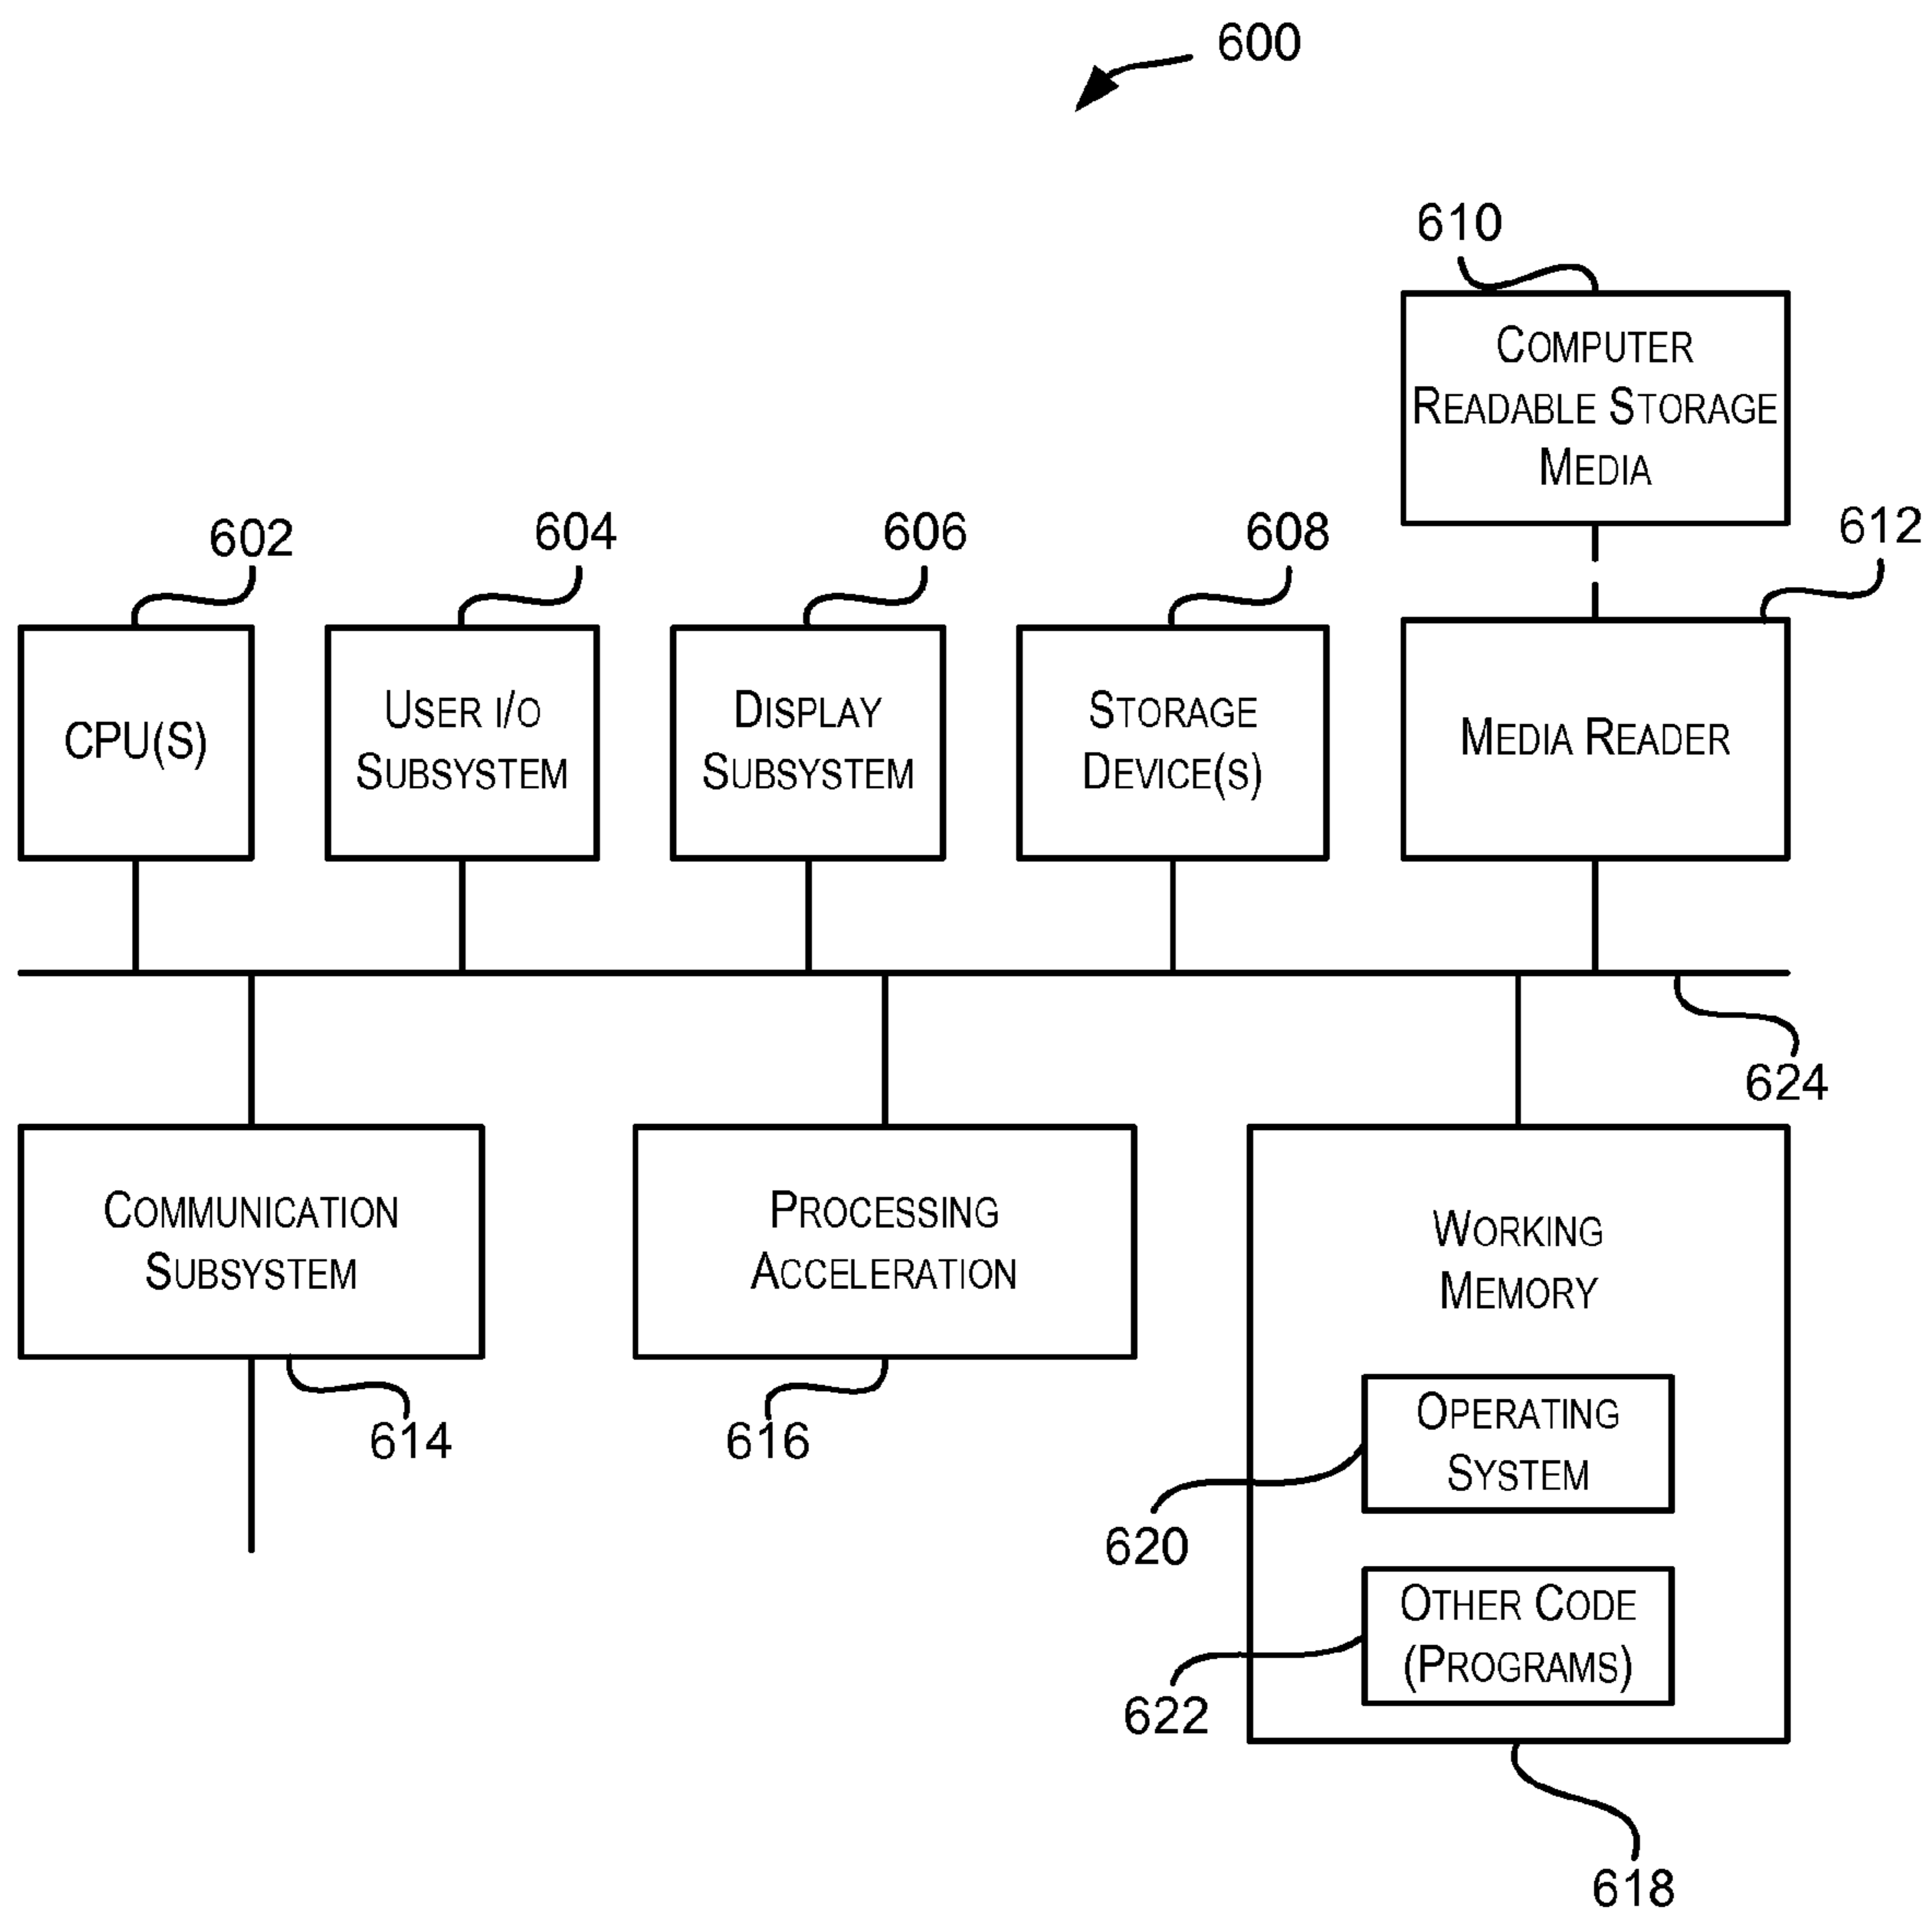 600
610
COMPUTER
READABLE STORAGE
MEDIA
602
604
606
608
612
CPU(S)
USER I/O
SUBSYSTEM
DISPLAY
SUBSYSTEM
STORAGE
DEVICE(S)
MEDIA READER
624
COMMUNICATION
SUBSYSTEM
PROCESSING
ACCELERATION
WORKING
MEMORY
614
616
OPERATING
SYSTEM
620
OTHER CODE
(PROGRAMS)
622
618